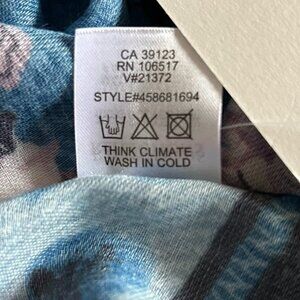 CA 39123
RN 106517
V#21372
STYLE#458681694
THINK CLIMATE
WASH IN COLD